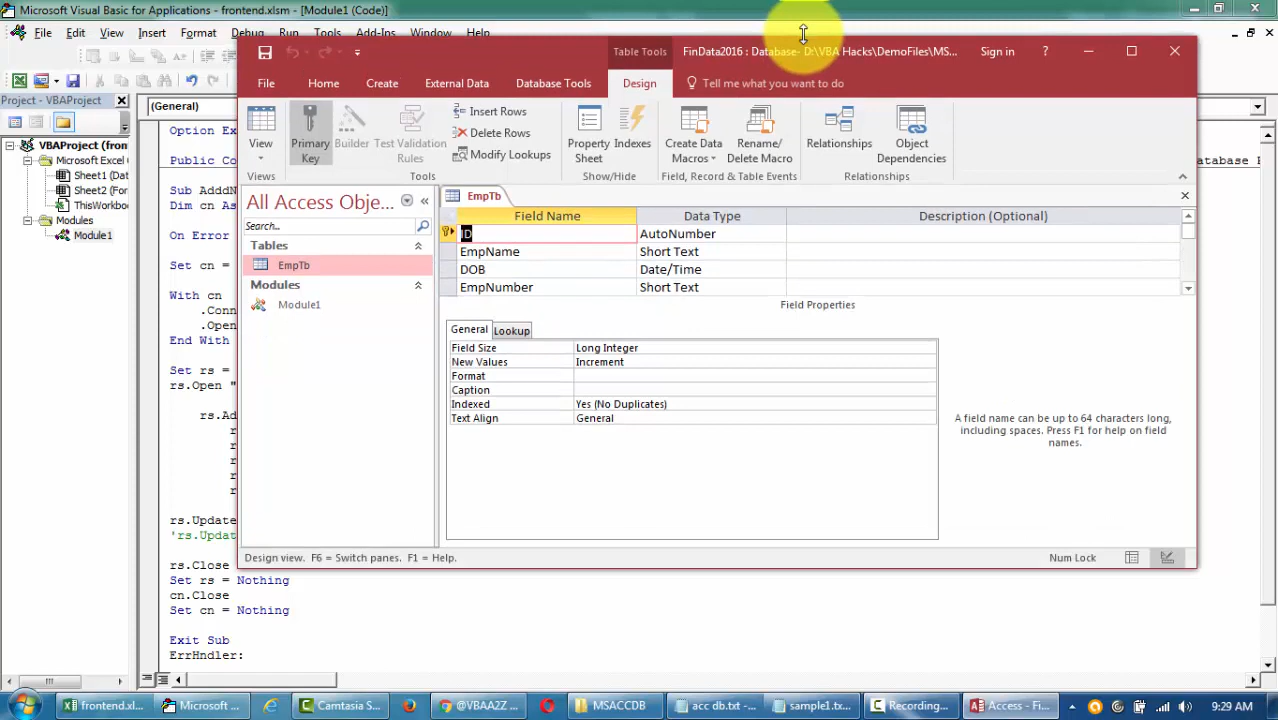 Microsoft Visual Basic for Applications - frontend.xlsm - [Module1 (Code)]
File
Edit
View
Insert
Format
Debug
Run
Tools
Add-Ins
Window
Help
Project - VBAProject
VBAProject (fron
Microsoft Excel
Sheet1 (Dat
Sheet2 (For
ThisWorkboo
Modules
Module1
(General)
Option Ex
Public Co
atabase P
Sub AdddN
Dim cn As
On Error
Set cn =
With cn
.Conn
.Open
End With
Set rs =
rs.Open "
rs.Ad
rs.Update
'rs.Updat
rs.Close
Set rs = Nothing
cn.Close
Set cn = Nothing
Exit Sub
ErrHndler:
Table Tools
FinData2016 : Database- D:\VBA Hacks\DemoFiles\MS...
Sign in
?
File
Home
Create
External Data
Database Tools
Design
Tell me what you want to do
View
Primary Key
Builder
Test Validation Rules
Insert Rows
Delete Rows
Modify Lookups
Property Sheet
Indexes
Create Data Macros
Rename/ Delete Macro
Relationships
Object Dependencies
Views
Tools
Show/Hide
Field, Record & Table Events
Relationships
All Access Obje...
Search...
Tables
EmpTb
Modules
Module1
EmpTb
Field Name Data Type Description (Optional)
ID AutoNumber
EmpName Short Text
DOB Date/Time
EmpNumber Short Text
Field Properties
General Lookup
Field Size Long Integer
New Values Increment
Format
Caption
Indexed Yes (No Duplicates)
Text Align General
A field name can be up to 64 characters long,
including spaces. Press F1 for help on field
names.
Design view. F6 = Switch panes. F1 = Help.
Num Lock
frontend.xl...
Microsoft ...
Camtasia S...
@VBAA2Z ...
MSACCDB
acc db.txt -...
sample1.tx...
Recording...
Access - Fi...
9:29 AM